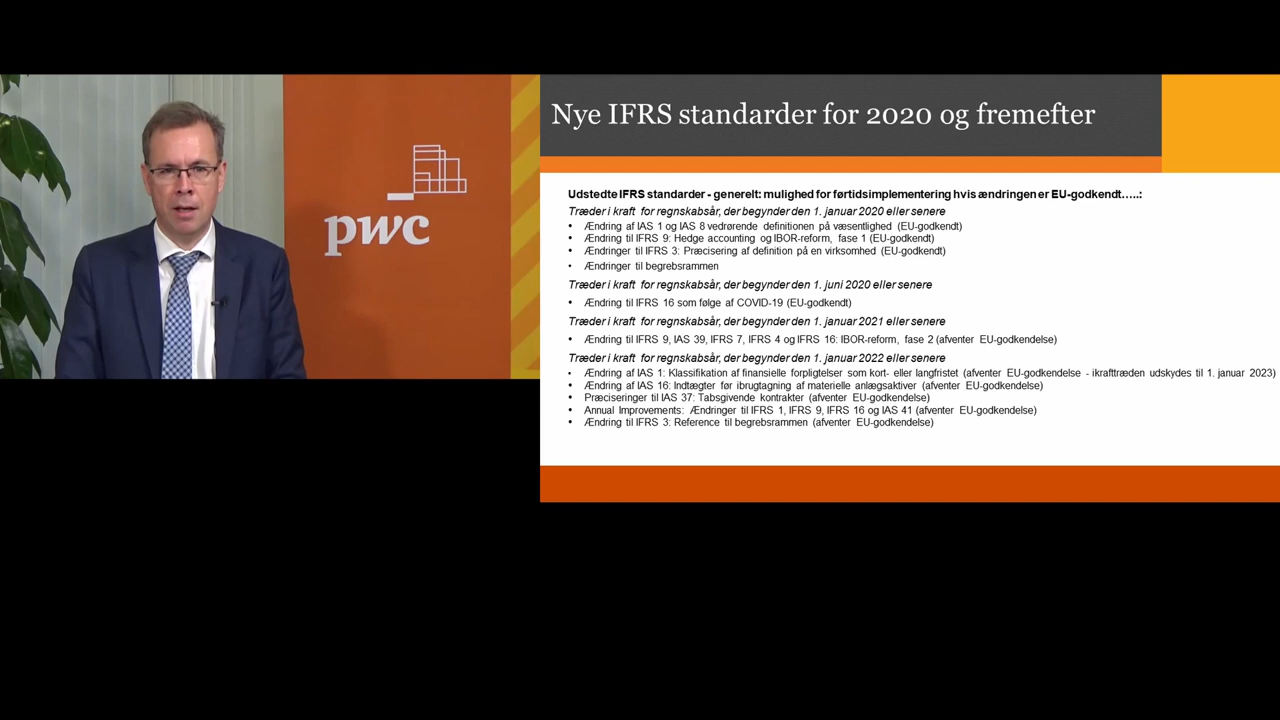 pwc
Nye IFRS standarder for 2020 og fremefter
Udstedte IFRS standarder - generelt: mulighed for førtidsimplementering hvis ændringen er EU-godkendt…..:
Træder i kraft for regnskabsår, der begynder den 1. januar 2020 eller senere
• Ændring af IAS 1 og IAS 8 vedrørende definitionen på væsentlighed (EU-godkendt)
• Ændring til IFRS 9: Hedge accounting og IBOR-reform, fase 1 (EU-godkendt)
• Ændringer til IFRS 3: Præcisering af definition på en virksomhed (EU-godkendt)
• Ændringer til begrebsrammen
Træder i kraft for regnskabsår, der begynder den 1. juni 2020 eller senere
• Ændring til IFRS 16 som følge af COVID-19 (EU-godkendt)
Træder i kraft for regnskabsår, der begynder den 1. januar 2021 eller senere
• Ændring til IFRS 9, IAS 39, IFRS 7, IFRS 4 og IFRS 16: IBOR-reform, fase 2 (afventer EU-godkendelse)
Træder i kraft for regnskabsår, der begynder den 1. januar 2022 eller senere
• Ændring af IAS 1: Klassifikation af finansielle forpligtelser som kort- eller langfristet (afventer EU-godkendelse - ikrafttræden udskydes til 1. januar 2023)
• Ændring af IAS 16: Indtægter før ibrugtagning af materielle anlægsaktiver (afventer EU-godkendelse)
• Præciseringer til IAS 37: Tabsgivende kontrakter (afventer EU-godkendelse)
• Annual Improvements: Ændringer til IFRS 1, IFRS 9, IFRS 16 og IAS 41 (afventer EU-godkendelse)
• Ændring til IFRS 3: Reference til begrebsrammen (afventer EU-godkendelse)